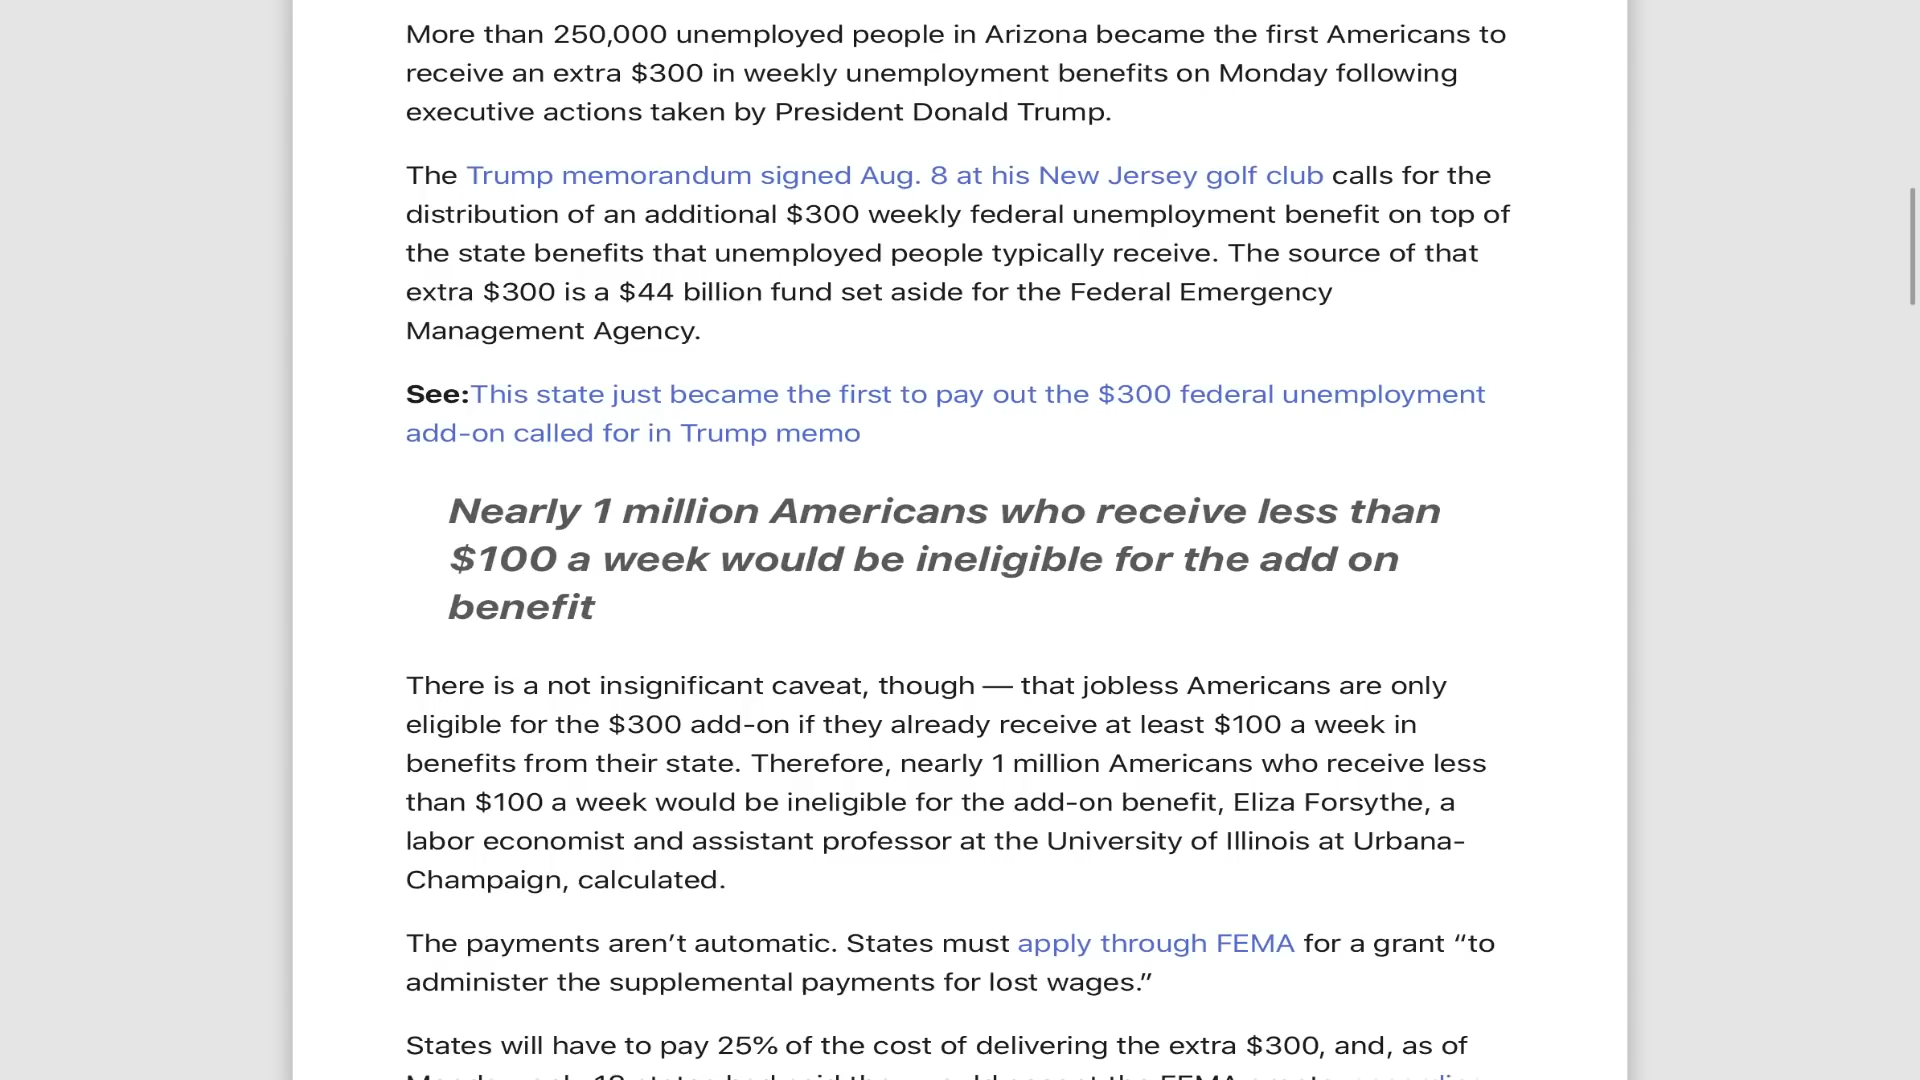 More than 250,000 unemployed people in Arizona became the first Americans to
receive an extra $300 in weekly unemployment benefits on Monday following
executive actions taken by President Donald Trump.
The Trump memorandum signed Aug. 8 at his New Jersey golf club calls for the
distribution of an additional $300 weekly federal unemployment benefit on top of
the state benefits that unemployed people typically receive. The source of that
extra $300 is a $44 billion fund set aside for the Federal Emergency
Management Agency.
See:This state just became the first to pay out the $300 federal unemployment
add-on called for in Trump memo
Nearly 1 million Americans who receive less than
$100 a week would be ineligible for the add on
benefit
There is a not insignificant caveat, though — that jobless Americans are only
eligible for the $300 add-on if they already receive at least $100 a week in
benefits from their state. Therefore, nearly 1 million Americans who receive less
than $100 a week would be ineligible for the add-on benefit, Eliza Forsythe, a
labor economist and assistant professor at the University of Illinois at Urbana-
Champaign, calculated.
The payments aren’t automatic. States must apply through FEMA for a grant “to
administer the supplemental payments for lost wages.”
States will have to pay 25% of the cost of delivering the extra $300, and, as of